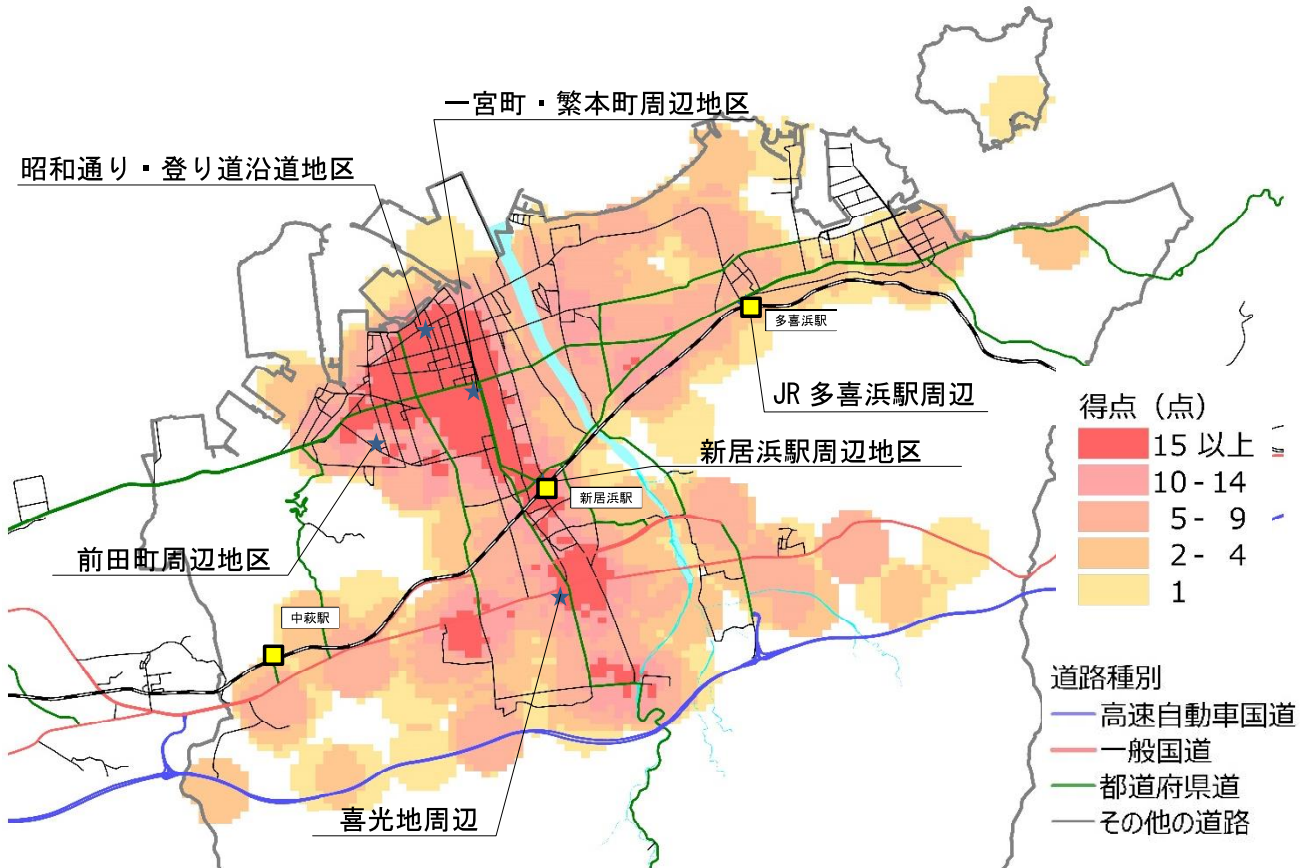 一宮町・繁本町周辺地区
昭和通り・登り道沿道地区
多喜浜駅
JR 多喜浜駅周辺
新居浜駅周辺地区
新居浜駅
前田町周辺地区
中萩駅
喜光地周辺
得点（点）
15 以上
10 - 14
5 - 9
2 - 4
1
道路種別
高速自動車国道
一般国道
都道府県道
その他の道路